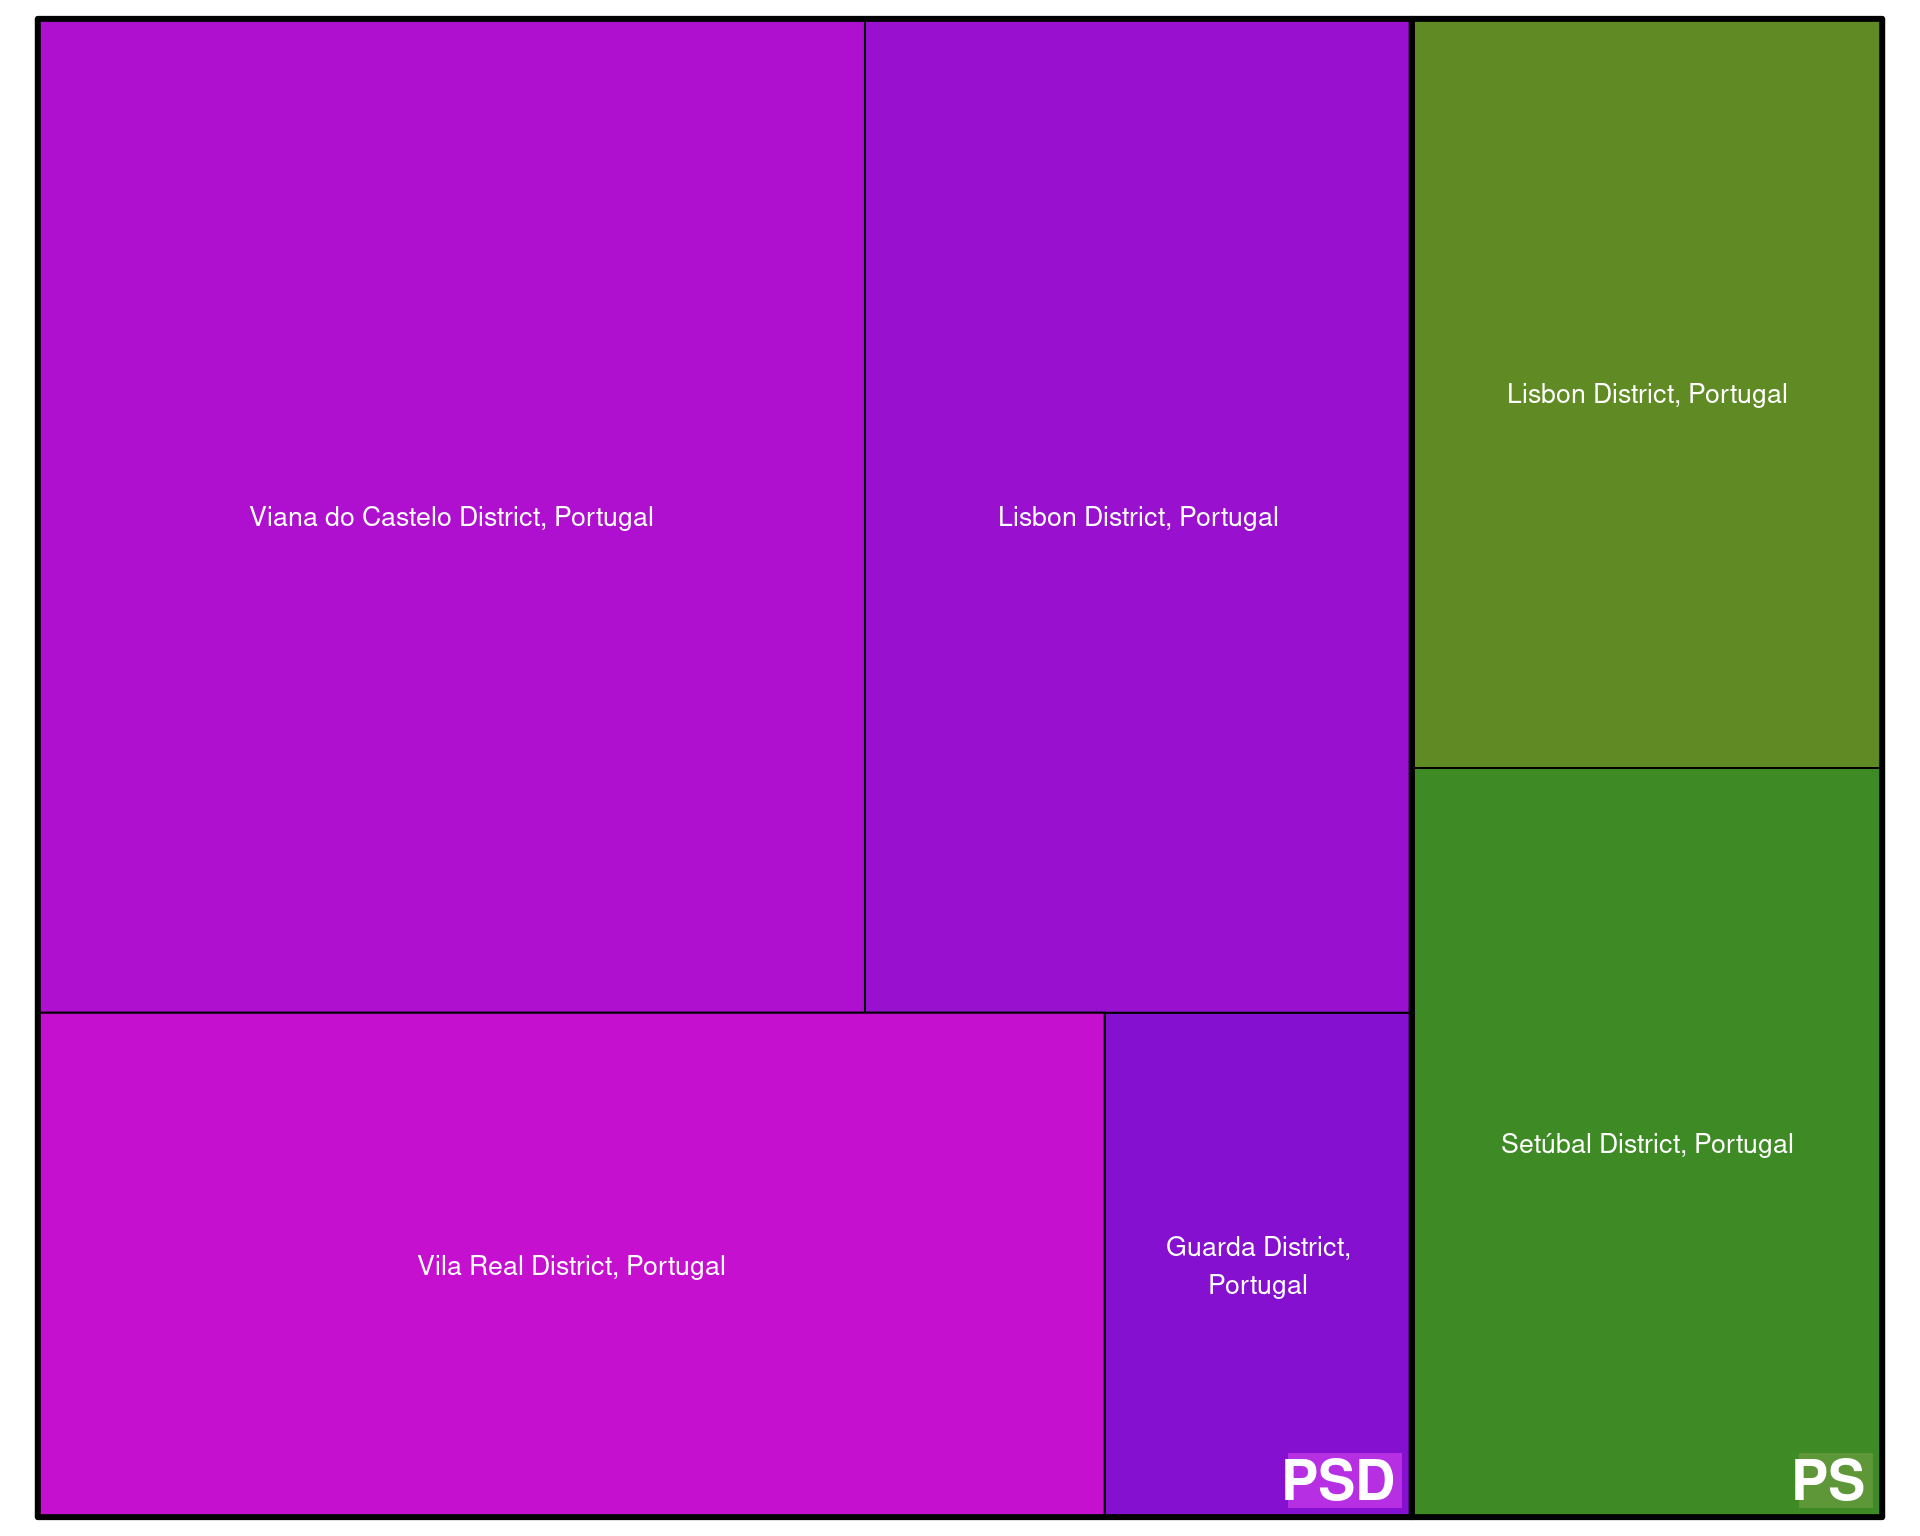 Viana do Castelo District, Portugal
Lisbon District, Portugal
Lisbon District, Portugal
Setúbal District, Portugal
Vila Real District, Portugal
Guarda District,
Portugal
PSD
PS